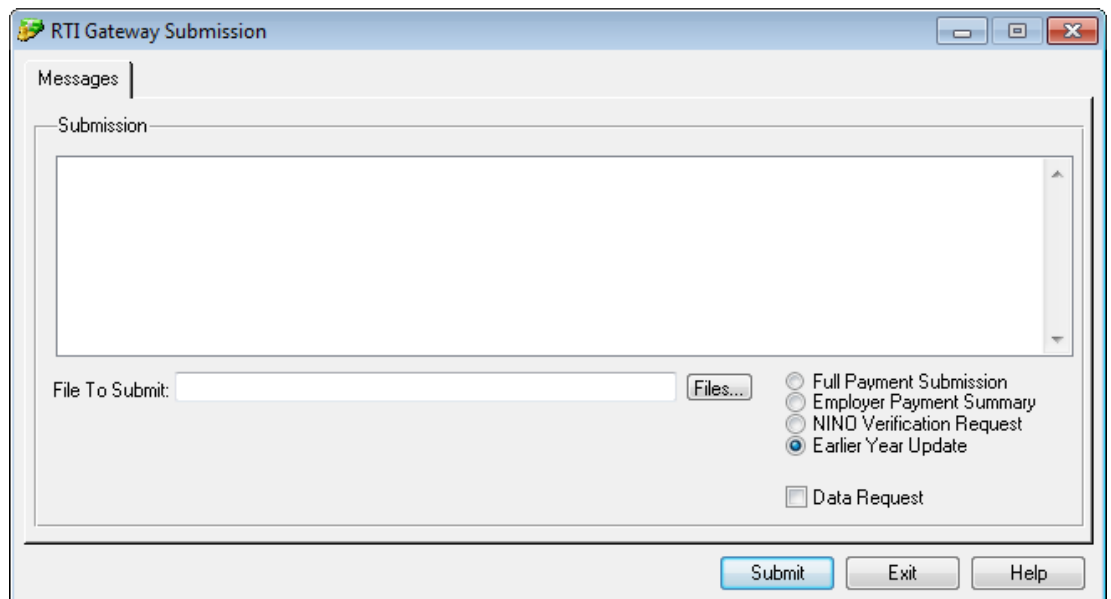 RTI Gateway Submission
Messages
Submission
File To Submit:
Files...
Full Payment Submission
Employer Payment Summary
NINO Verification Request
Earlier Year Update
Data Request
Submit
Exit
Help